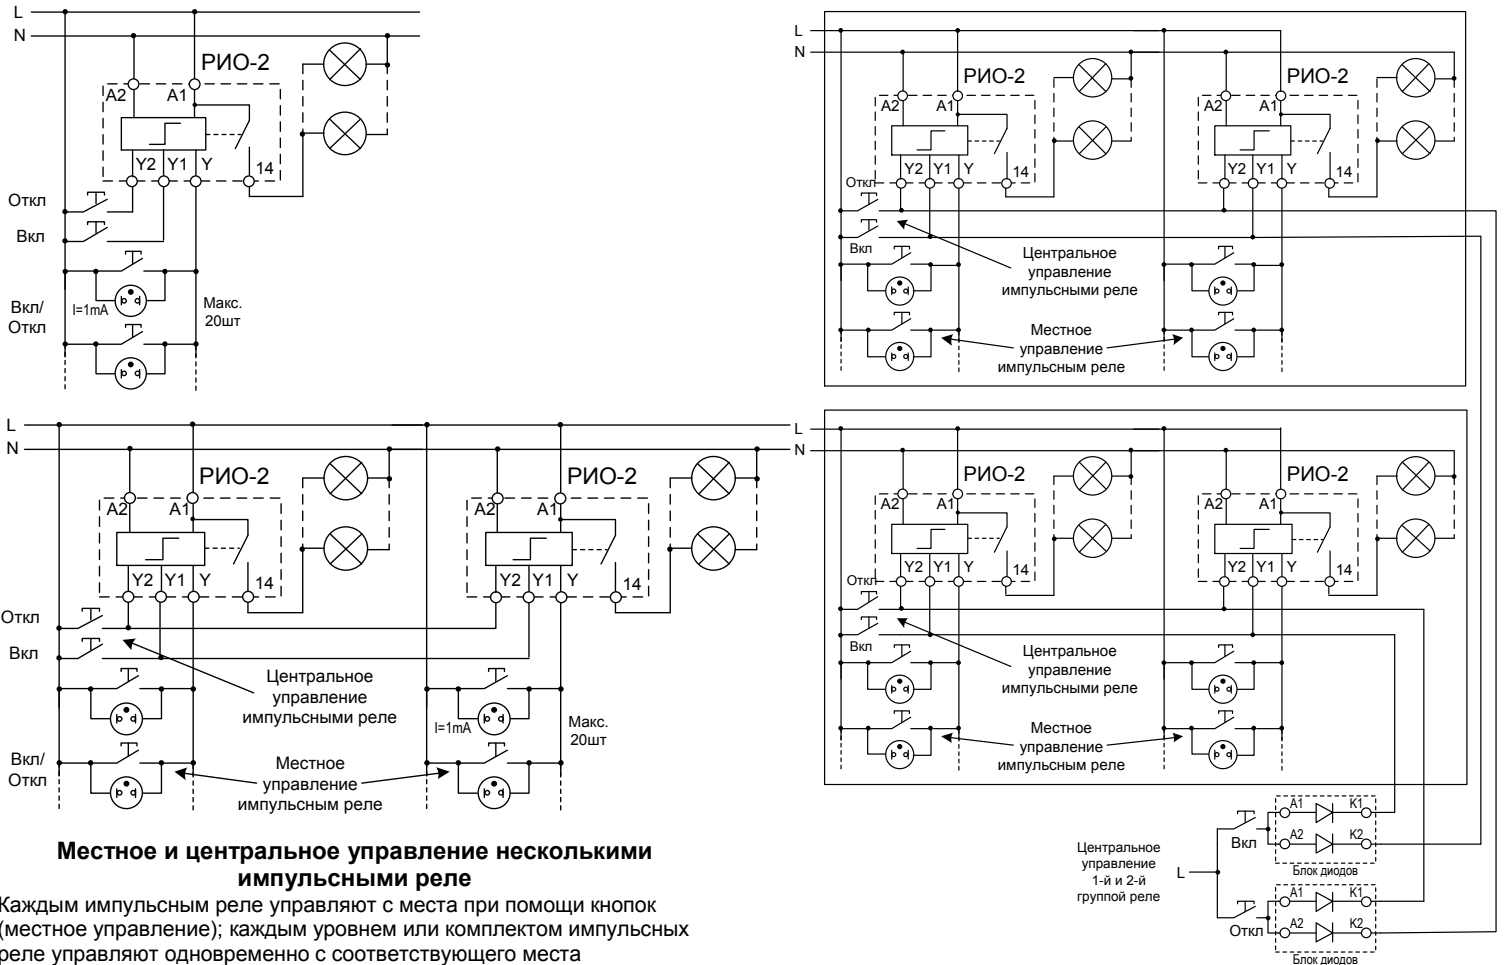 L
N
РИО-2
A2
A1
Y2
Y1
Y
14
Откл
Вкл
I=1mA
Вкл/
Откл
Макс.
20шт
L
N
РИО-2
РИО-2
A2
A1
A2
A1
Y2
Y1
Y
14
Y2
Y1
Y
14
Откл
Вкл
Центральное
управление
импульсными реле
I=1mA
Макс.
20шт
Вкл/
Откл
Местное
управление
импульсным реле
Местное и центральное управление несколькими
импульсными реле
Каждым импульсным реле управляют с места при помощи кнопок
(местное управление); каждым уровнем или комплектом импульсных
реле управляют одновременно с соответствующего места
L
N
РИО-2
РИО-2
A2
A1
A2
A1
Y2
Y1
Y
14
Y2
Y1
Y
14
Откл
Вкл
Центральное
управление
импульсными реле
Местное
управление
импульсным реле
L
N
РИО-2
РИО-2
A2
A1
A2
A1
Y2
Y1
Y
14
Y2
Y1
Y
14
Откл
Вкл
Центральное
управление
импульсными реле
Местное
управление
импульсным реле
Центральное
управление
1-й и 2-й
группой реле
L
Вкл
A1
K1
A2
K2
Блок диодов
Откл
A1
K1
A2
K2
Блок диодов